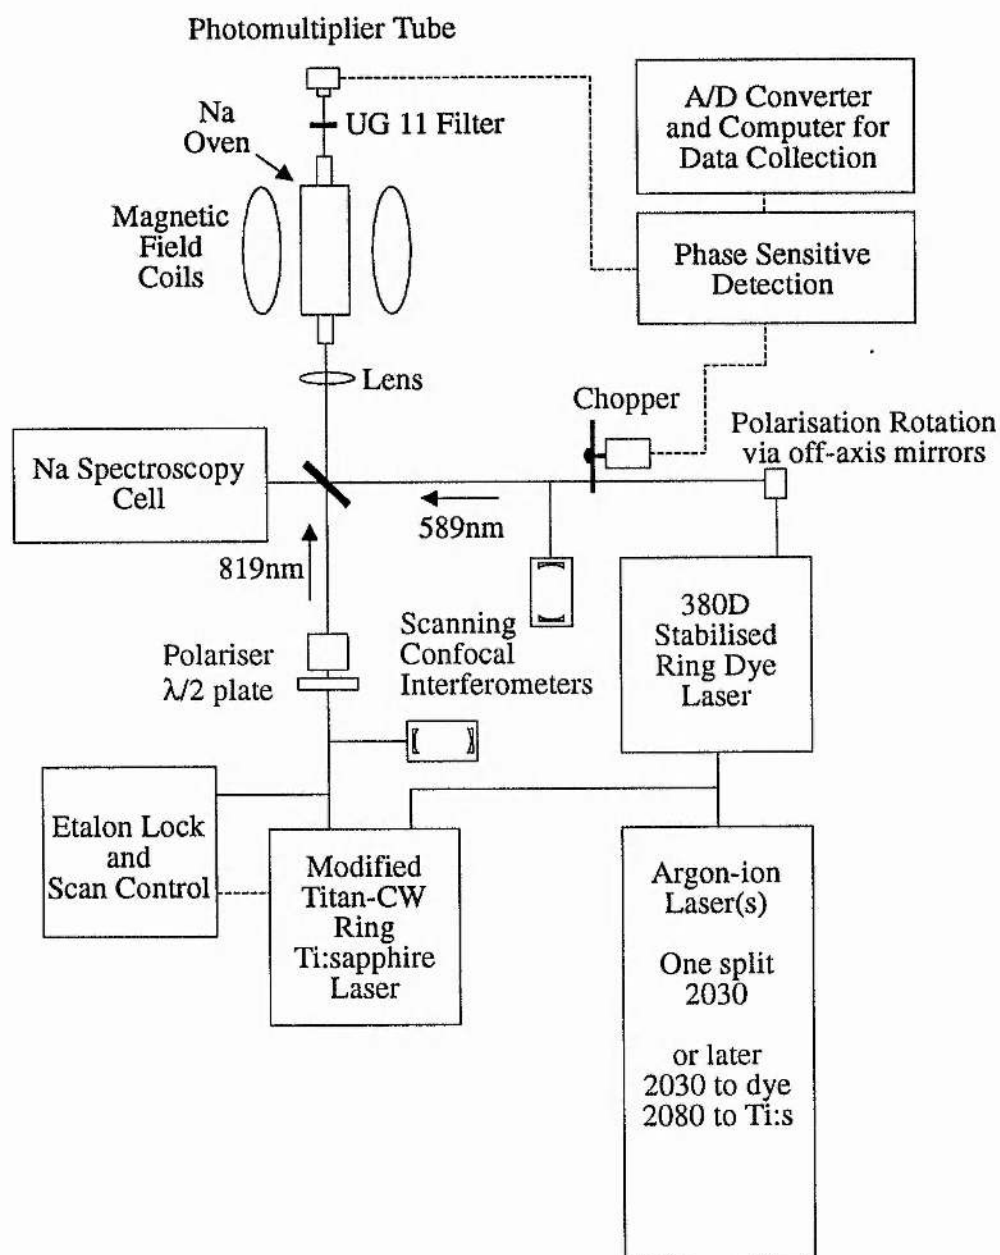 Photomultiplier Tube
Na
Oven
UG 11 Filter
Magnetic
Field
Coils
A/D Converter
and Computer for
Data Collection
Phase Sensitive
Detection
Lens
Chopper
Polarisation Rotation
via off-axis mirrors
Na Spectroscopy
Cell
589nm
819nm
Scanning
Confocal
Interferometers
380D
Stabilised
Ring Dye
Laser
Polariser
λ/2 plate
Etalon Lock
and
Scan Control
Modified
Titan-CW
Ring
Ti:sapphire
Laser
Argon-ion
Laser(s)
One split
2030
or later
2030 to dye
2080 to Ti:s